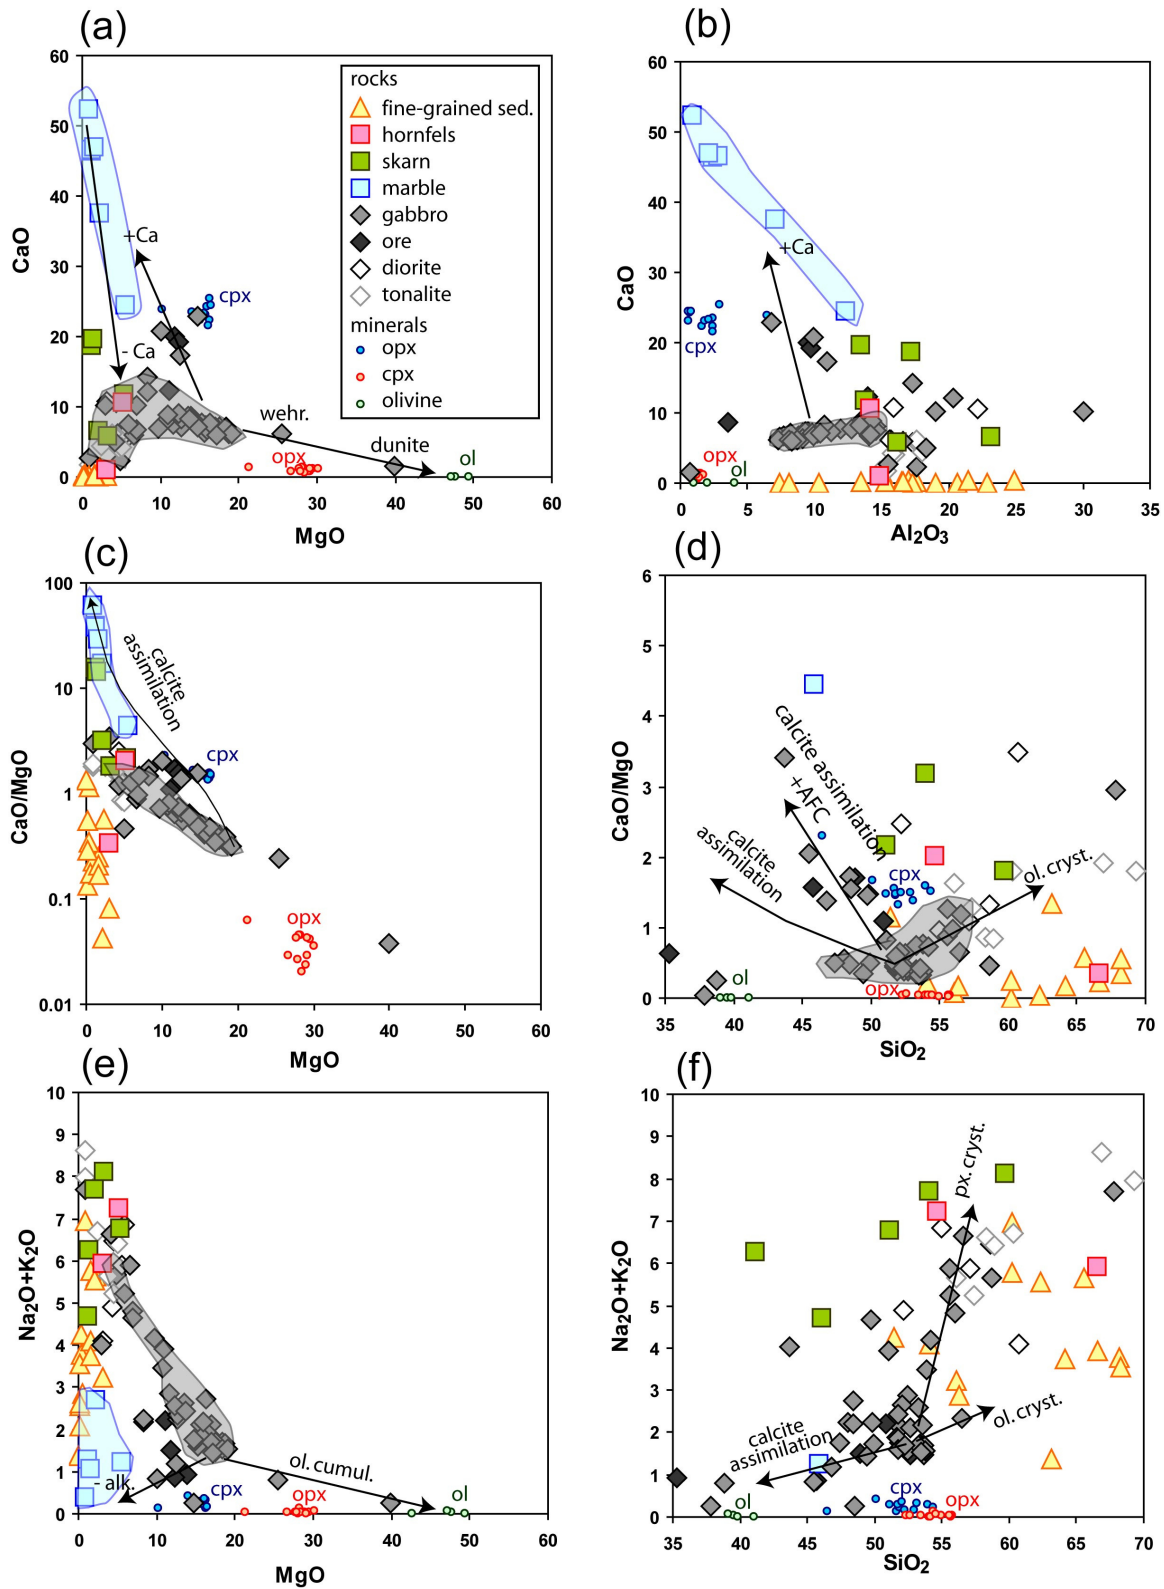 (a)
60
50
40
30
20
10
0
CaO
0
10
20
30
40
50
60
MgO
rocks
fine-grained sed.
hornfels
skarn
marble
gabbro
ore
diorite
tonalite
minerals
opx
cpx
olivine
+Ca
- Ca
cpx
wehr.
dunite
opx
ol
(b)
60
50
40
30
20
10
0
CaO
0
5
10
15
20
25
30
35
Al₂O₃
+Ca
cpx
opx
ol
(c)
100
10
1
0.1
0.01
CaO/MgO
0
10
20
30
40
50
60
MgO
calcite
assimilation
cpx
opx
(d)
6
5
4
3
2
1
0
CaO/MgO
35
40
45
50
55
60
65
70
SiO₂
calcite assimilation
+AFC
calcite
assimilation
cpx
ol. cryst.
ol
opx
(e)
10
9
8
7
6
5
4
3
2
1
0
Na₂O+K₂O
0
10
20
30
40
50
60
MgO
- alk.
cpx
ol. cumul.
opx
ol
(f)
10
9
8
7
6
5
4
3
2
1
0
Na₂O+K₂O
35
40
45
50
55
60
65
70
SiO₂
px. cryst.
ol. cryst.
calcite
assimilation
cpx
opx
ol